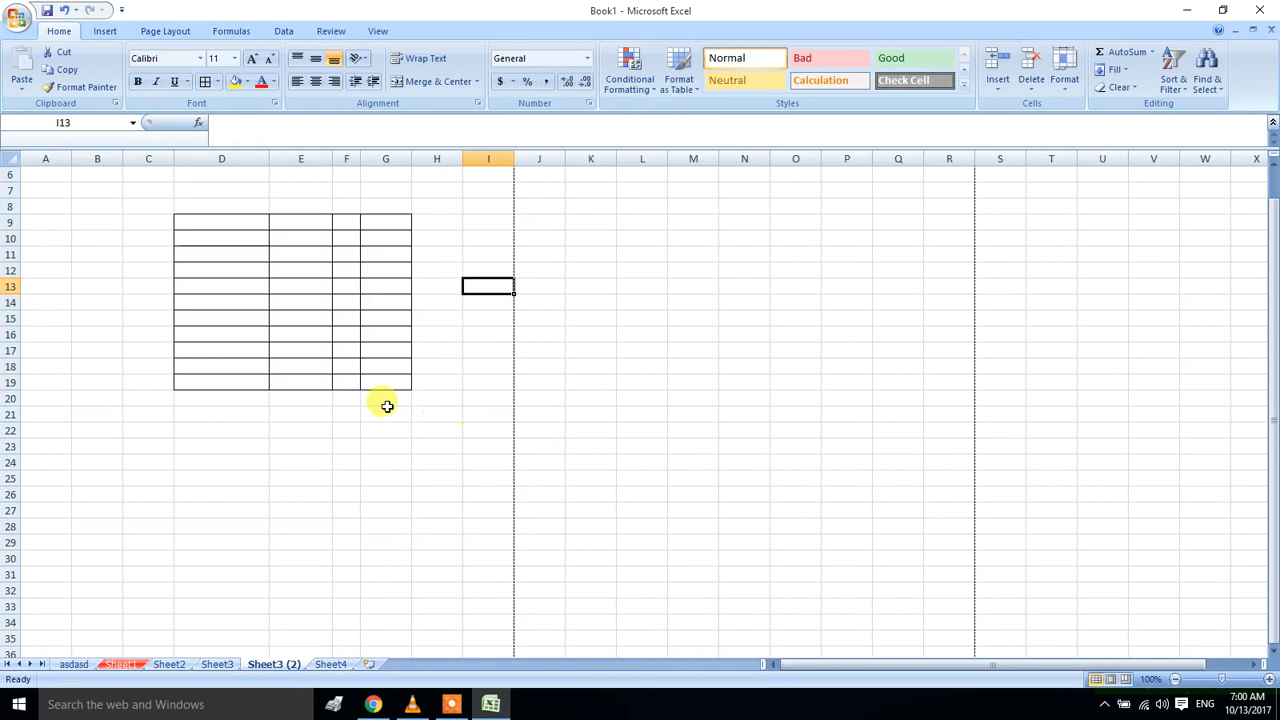 Book1 - Microsoft Excel
Home Insert Page Layout Formulas Data Review View
Paste Cut Copy Format Painter Clipboard
Calibri 11 A A B I U A Font
Wrap Text Merge & Center Alignment
General $ % , Number
Conditional Formatting Format as Table Normal Bad Good Neutral Calculation Check Cell Styles
Insert Delete Format Cells
Σ AutoSum Fill Clear Sort & Filter Find & Select Editing
I13 fx
A B C D E F G H I J K L M N O P Q R S T U V W X
6
7
8
9
10
11
12
13
14
15
16
17
18
19
20
21
22
23
24
25
26
27
28
29
30
31
32
33
34
35
36
asdasd Sheet1 Sheet2 Sheet3 Sheet3 (2) Sheet4
Ready 100%
Search the web and Windows ENG 7:00 AM
10/13/2017